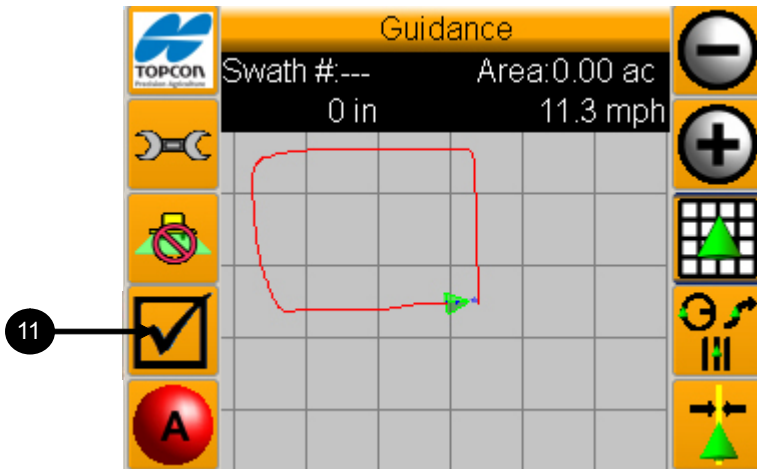 Guidance
TOPCON
Precision Agriculture
Swath #:--- Area:0.00 ac
0 in 11.3 mph
11
A